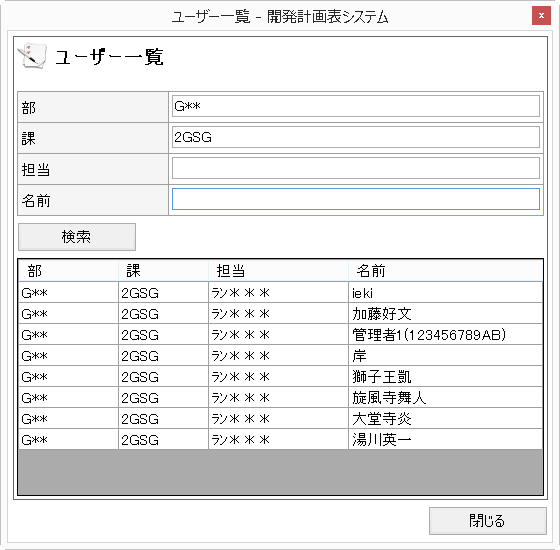 ユーザー一覧 - 開発計画表システム
x
ユーザー一覧
部 G**
課 2GSG
担当
名前
検索
部 課 担当 名前
G** 2GSG ﾗﾝ＊＊＊ ieki
G** 2GSG ﾗﾝ＊＊＊ 加藤好文
G** 2GSG ﾗﾝ＊＊＊ 管理者1(123456789AB)
G** 2GSG ﾗﾝ＊＊＊ 岸
G** 2GSG ﾗﾝ＊＊＊ 獅子王凱
G** 2GSG ﾗﾝ＊＊＊ 旋風寺舞人
G** 2GSG ﾗﾝ＊＊＊ 大堂寺炎
G** 2GSG ﾗﾝ＊＊＊ 湯川英一
閉じる